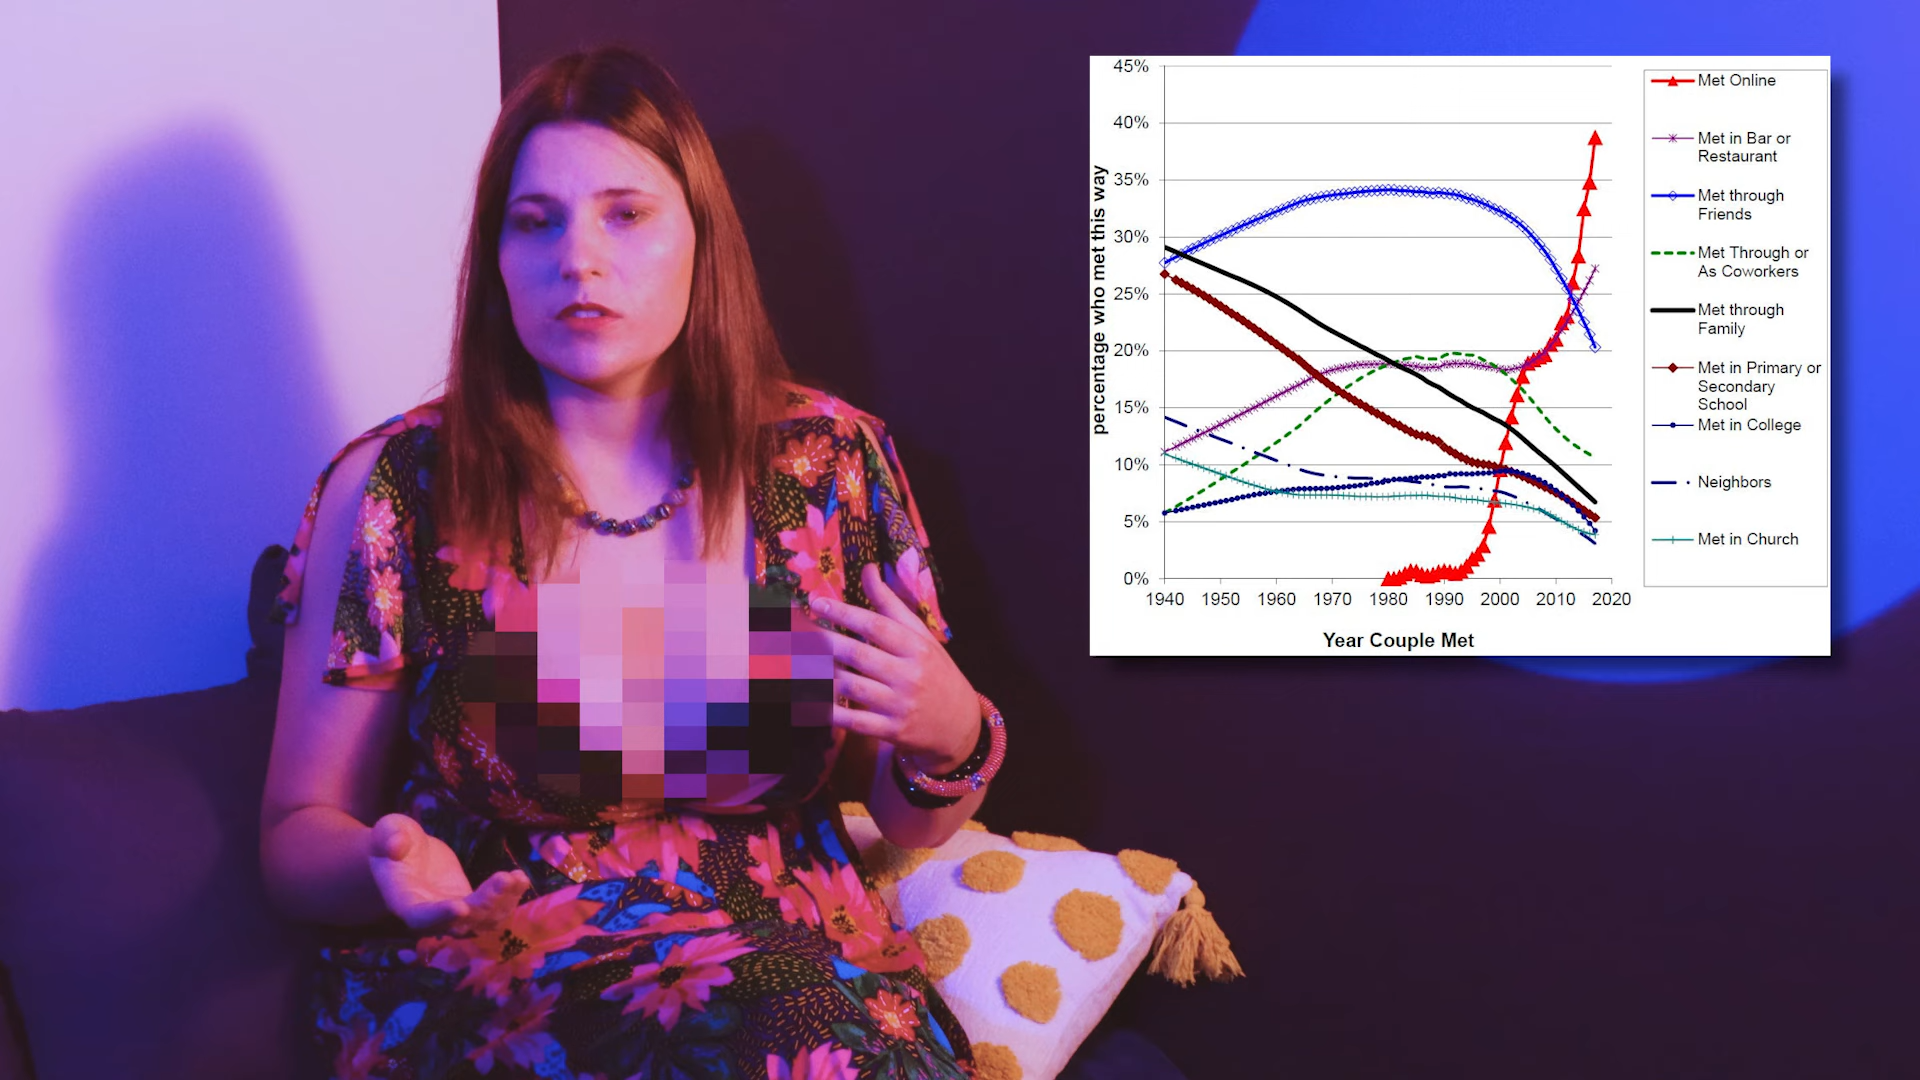 45%
40%
35%
30%
25%
20%
15%
10%
5%
0%
percentage who met this way
1940 1950 1960 1970 1980 1990 2000 2010 2020
Year Couple Met
Met Online
Met in Bar or
Restaurant
Met through
Friends
Met Through or
As Coworkers
Met through
Family
Met in Primary or
Secondary
School
Met in College
Neighbors
Met in Church